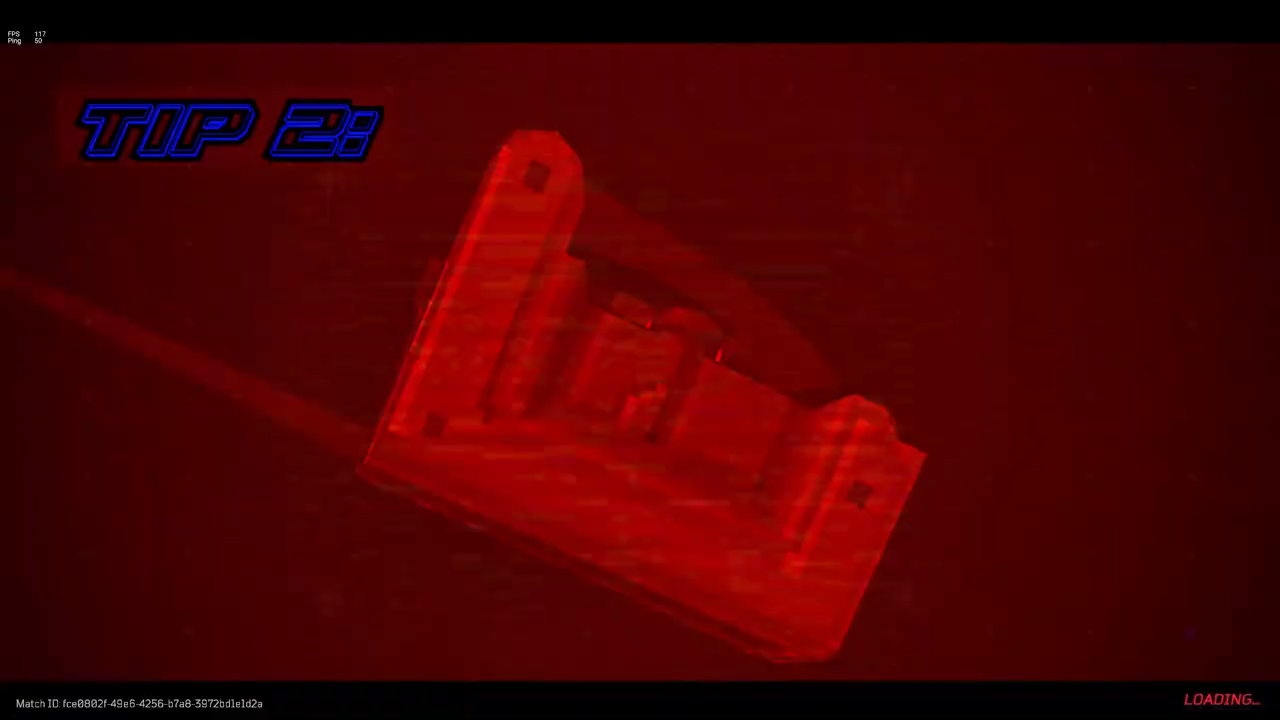 FPS 117
Ping 50
TIP 2:
Match ID: fce0802f-49e6-4256-b7a8-3972bd1e1d2a
LOADING...